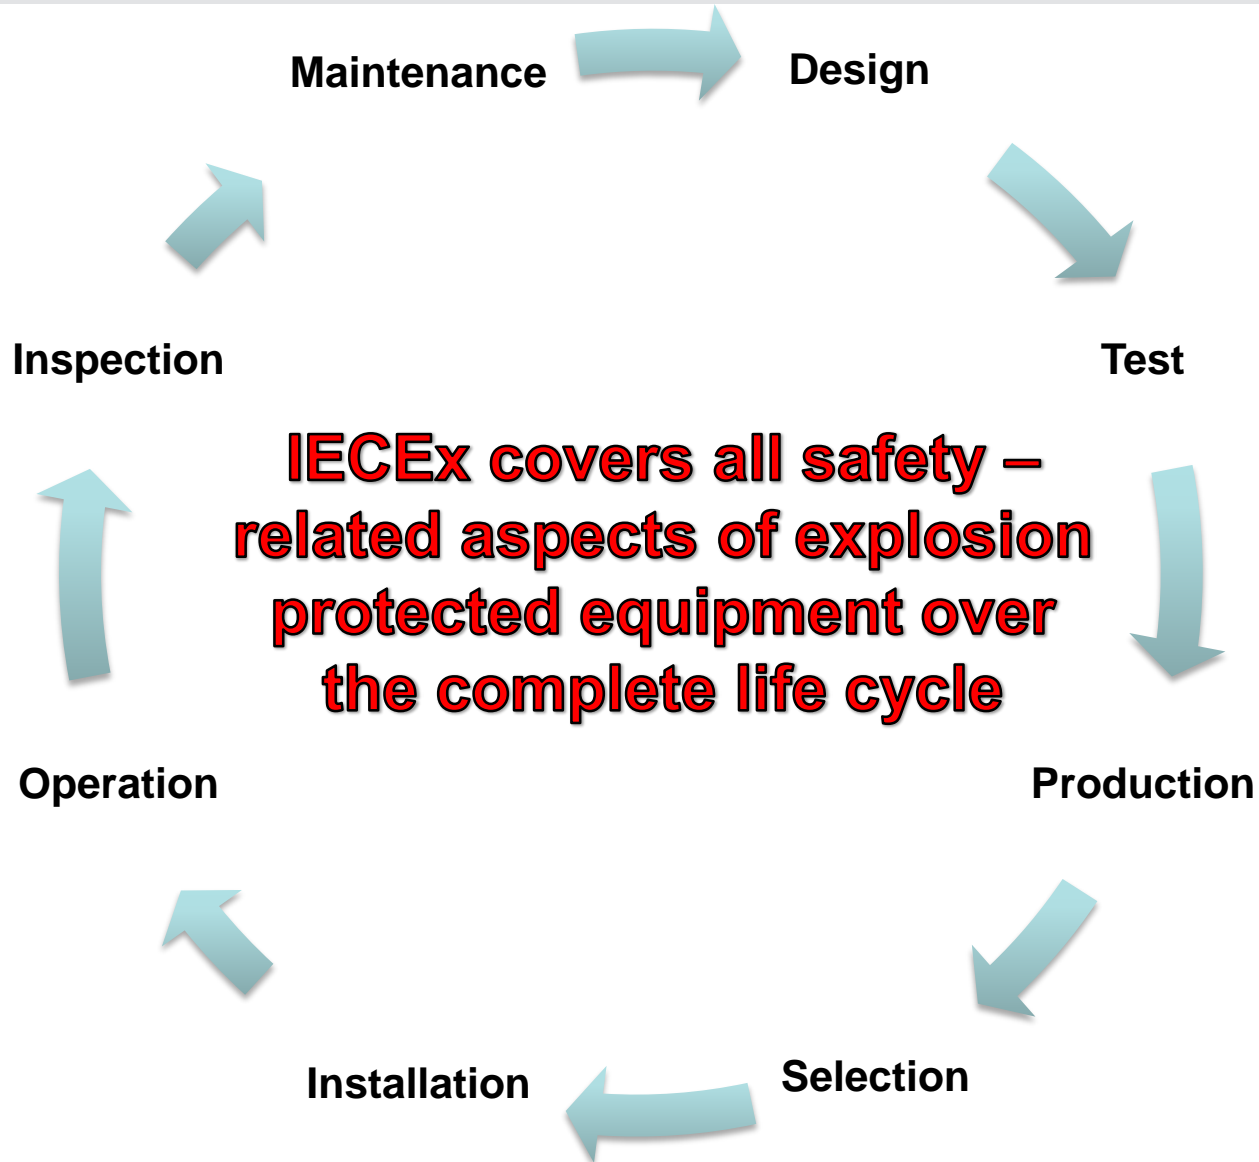 Maintenance
Design
Inspection
Test
IECEx covers all safety –
related aspects of explosion
protected equipment over
the complete life cycle
Operation
Production
Installation
Selection